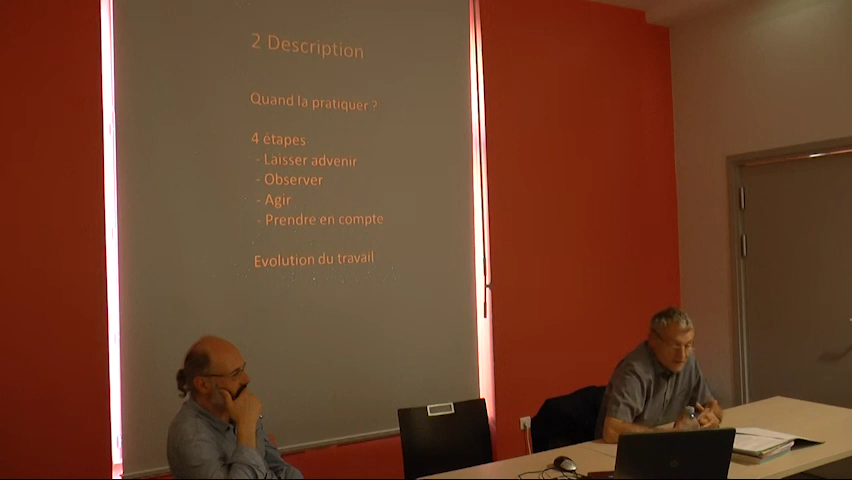 2 Description
Quand la pratiquer ?
4 étapes
- Laisser advenir
- Observer
- Agir
- Prendre en compte
Evolution du travail